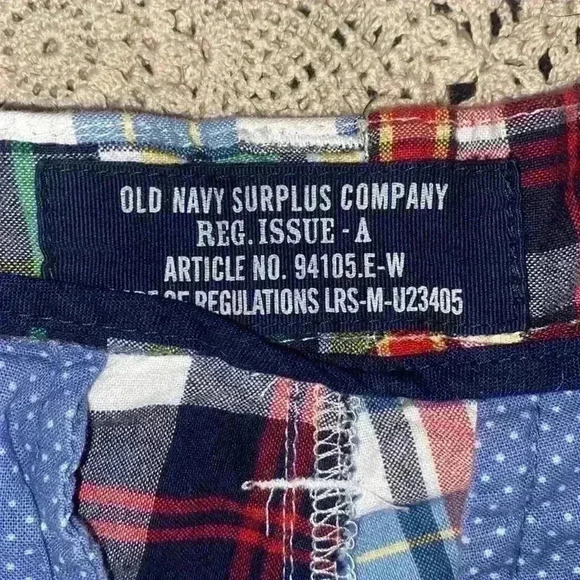 OLD NAVY SURPLUS COMPANY
REG. ISSUE - A
ARTICLE NO. 94105.E-W
OF REGULATIONS LRS-M-U23405